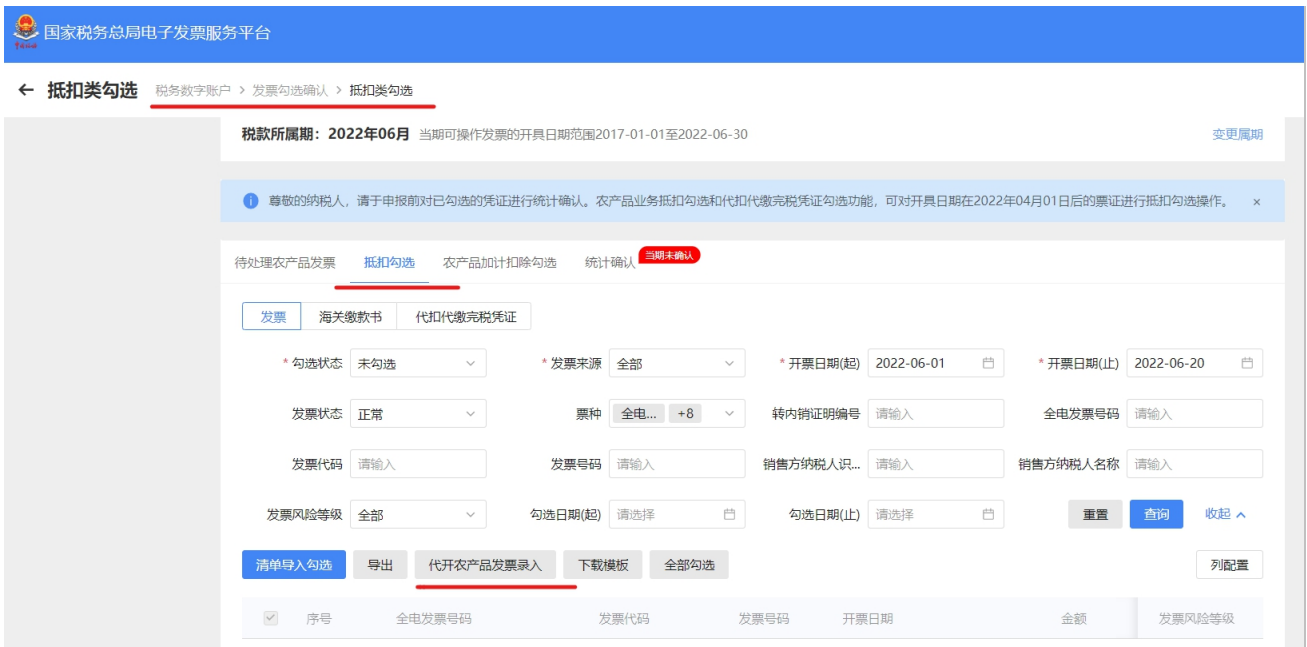 国家税务总局电子发票服务平台
← 抵扣类勾选 税务数字账户 > 发票勾选确认 > 抵扣类勾选
税款所属期：2022年06月 当期可操作发票的开具日期范围2017-01-01至2022-06-30 变更属期
尊敬的纳税人，请于申报前对已勾选的凭证进行统计确认。农产品业务抵扣勾选和代扣代缴完税凭证勾选功能，可对开具日期在2022年04月01日后的票证进行抵扣勾选操作。 ×
待处理农产品发票 抵扣勾选 农产品加计扣除勾选 统计确认 当期未确认
发票 海关缴款书 代扣代缴完税凭证
* 勾选状态 未勾选 * 发票来源 全部 * 开票日期(起) 2022-06-01 * 开票日期(止) 2022-06-20
发票状态 正常 票种 全电... +8 转内销证明编号 请输入 全电发票号码 请输入
发票代码 请输入 发票号码 请输入 销售方纳税人识... 请输入 销售方纳税人名称 请输入
发票风险等级 全部 勾选日期(起) 请选择 勾选日期(止) 请选择 重置 查询 收起
清单导入勾选 导出 代开农产品发票录入 下载模板 全部勾选 列配置
序号 全电发票号码 发票代码 发票号码 开票日期 金额 发票风险等级